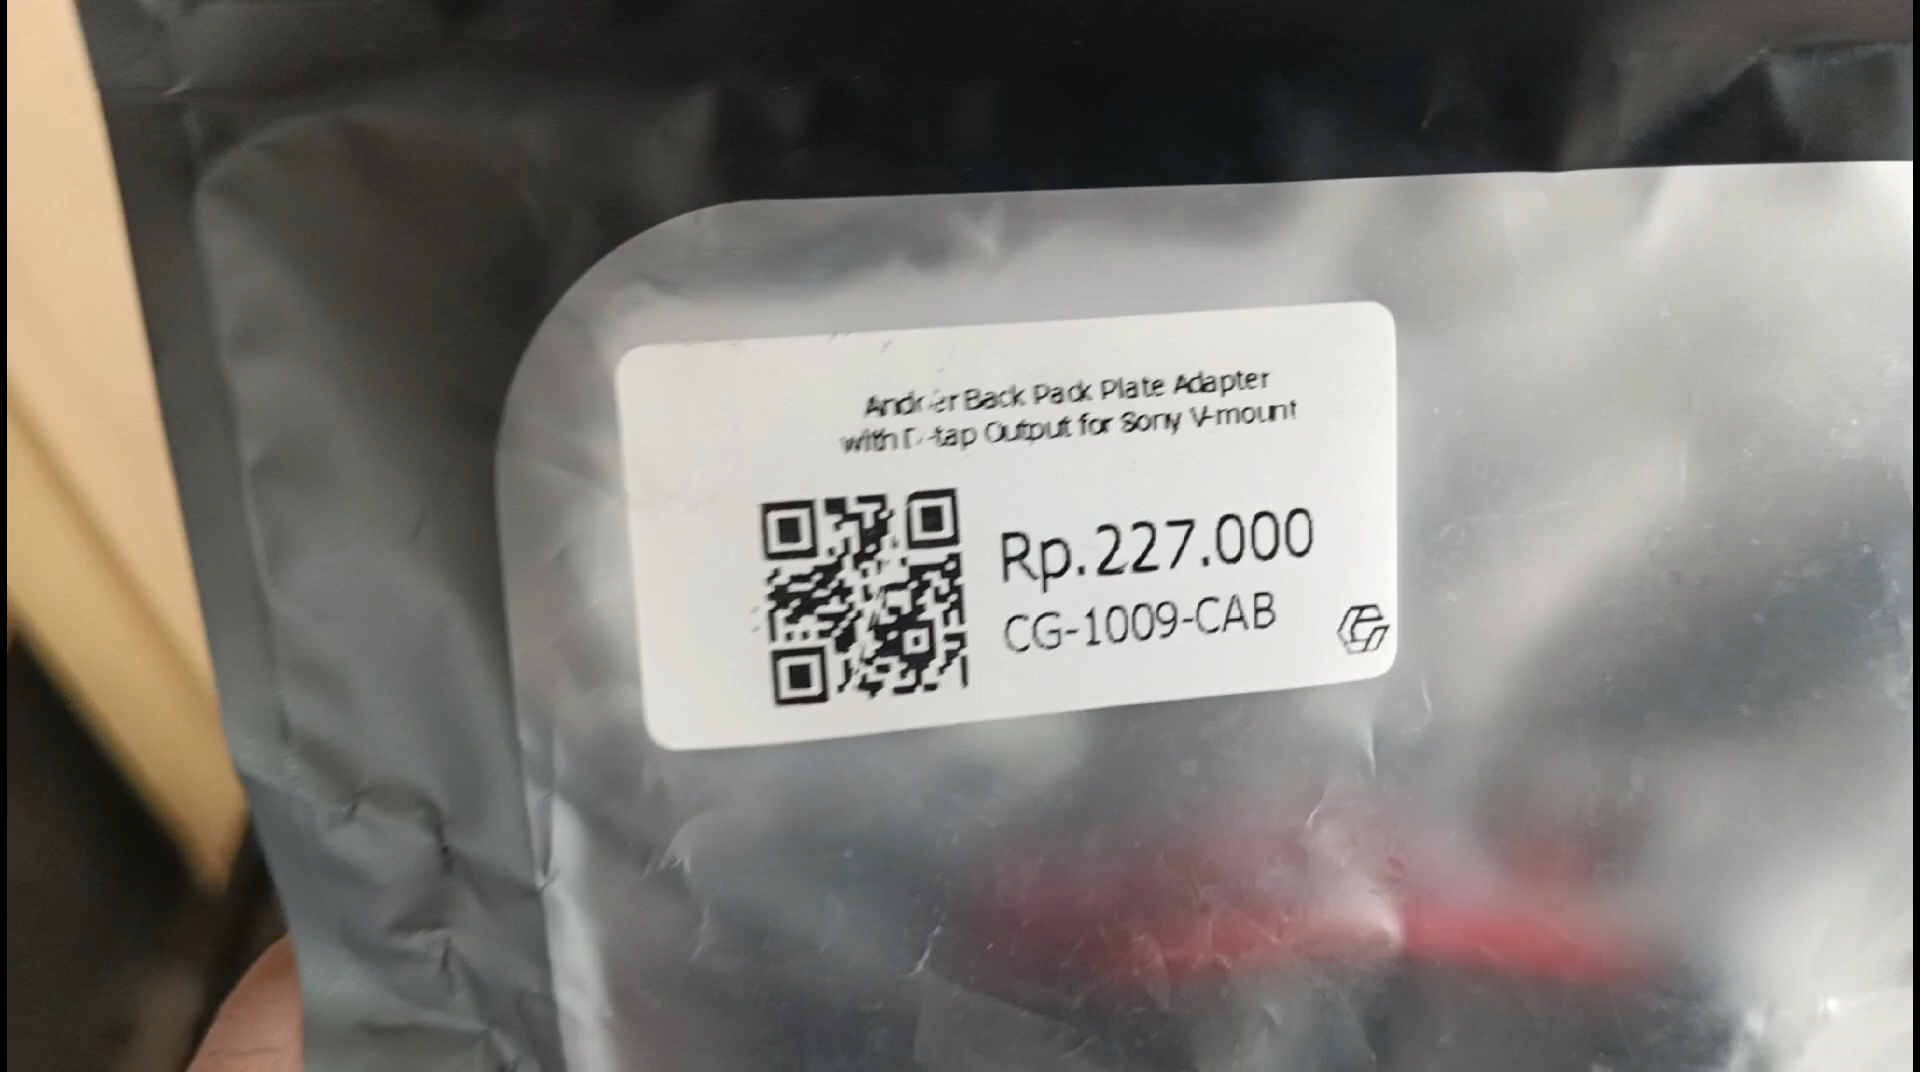 Back Pack Plate Adapter
with Output for Sony V-mount
Rp.227.000
CG-1009-CAB